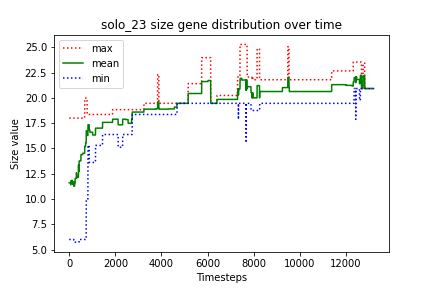 solo_23 size gene distribution over time
max
mean
min
Size value
25.0
22.5
20.0
17.5
15.0
12.5
10.0
7.5
5.0
0 2000 4000 6000 8000 10000 12000
Timesteps